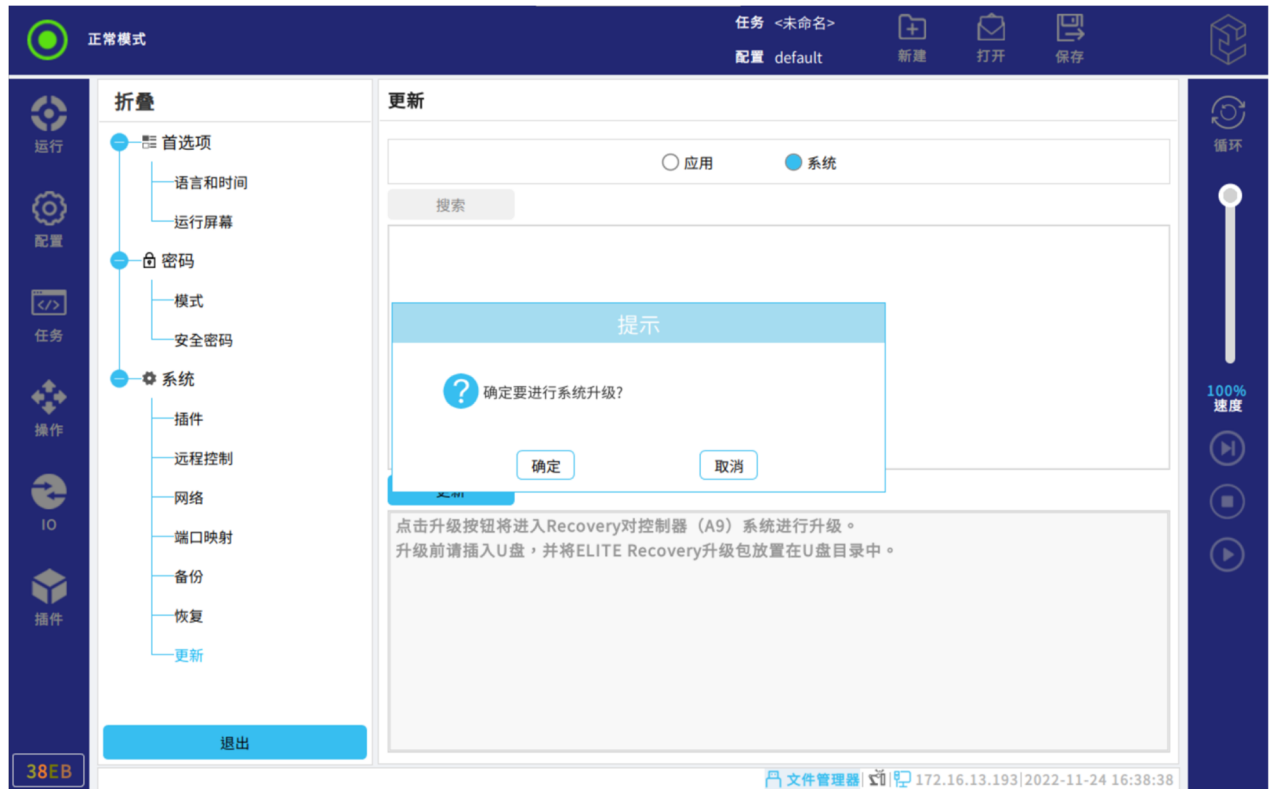 正常模式
任务 <未命名>
配置 default
新建
打开
保存
运行
配置
任务
操作
IO
插件
38EB
折叠
首选项
语言和时间
运行屏幕
密码
模式
安全密码
系统
插件
远程控制
网络
端口映射
备份
恢复
更新
退出
更新
应用 系统
搜索
提示
确定要进行系统升级?
确定 取消
更新
点击升级按钮将进入Recovery对控制器（A9）系统进行升级。
升级前请插入U盘，并将ELITE Recovery升级包放置在U盘目录中。
循环
100%
速度
文件管理器 172.16.13.193|2022-11-24 16:38:38